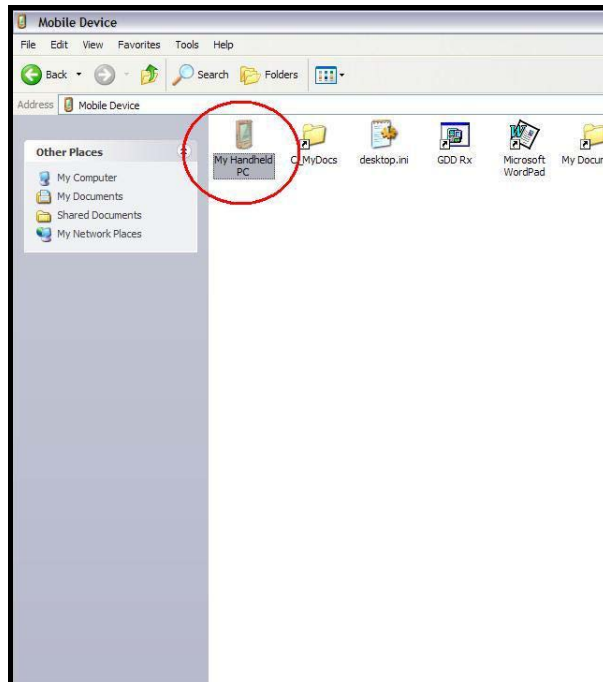 Mobile Device
File Edit View Favorites Tools Help
Back Search Folders
Address Mobile Device
Other Places
My Computer
My Documents
Shared Documents
My Network Places
My Handheld
PC
C_MyDocs
desktop.ini
GDD Rx
Microsoft
WordPad
My Docum